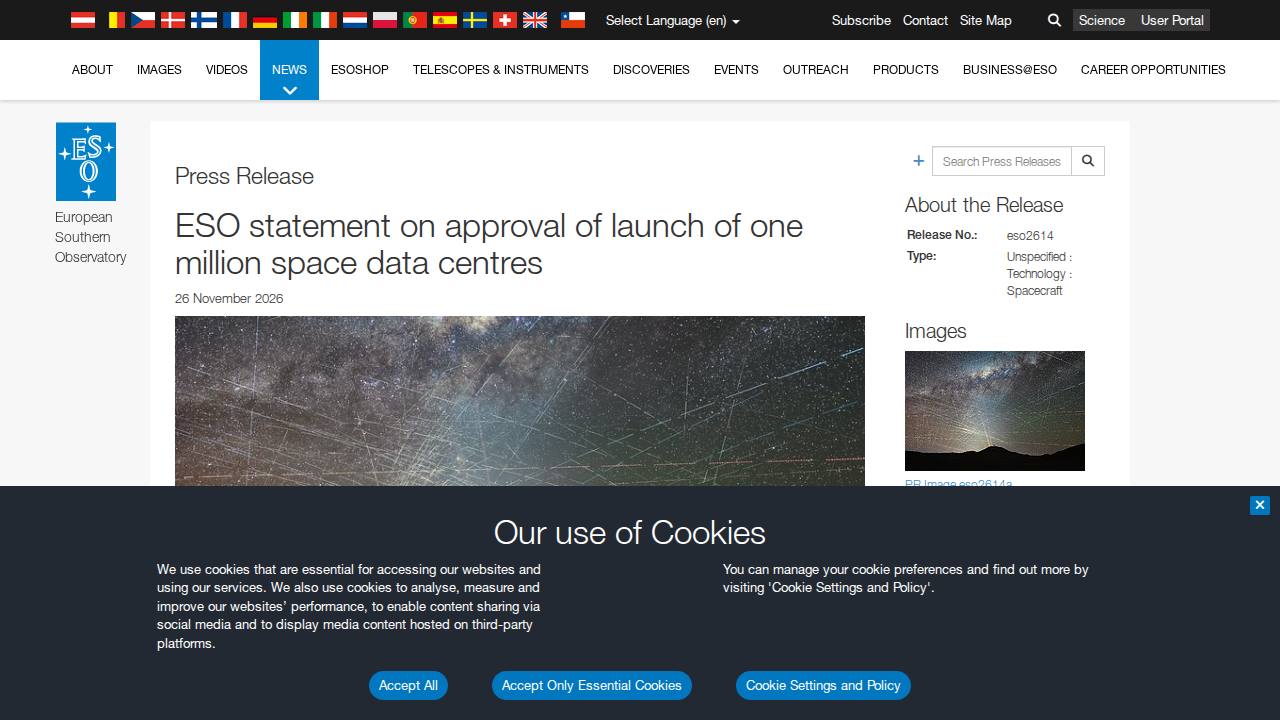 Select Language (en)
Subscribe
Contact
Site Map
Science
User Portal
ABOUT
IMAGES
VIDEOS
NEWS
ESOSHOP
TELESCOPES & INSTRUMENTS
DISCOVERIES
EVENTS
OUTREACH
PRODUCTS
BUSINESS@ESO
CAREER OPPORTUNITIES
ESO
European
Southern
Observatory
Press Release
ESO statement on approval of launch of one
million space data centres
26 November 2026
+
Search Press Releases
About the Release
Release No.: eso2614
Type: Unspecified :
Technology :
Spacecraft
Images
PR Image eso2614a
Our use of Cookies
We use cookies that are essential for accessing our websites and
using our services. We also use cookies to analyse, measure and
improve our websites’ performance, to enable content sharing via
social media and to display media content hosted on third-party
platforms.
You can manage your cookie preferences and find out more by
visiting 'Cookie Settings and Policy'.
Accept All
Accept Only Essential Cookies
Cookie Settings and Policy